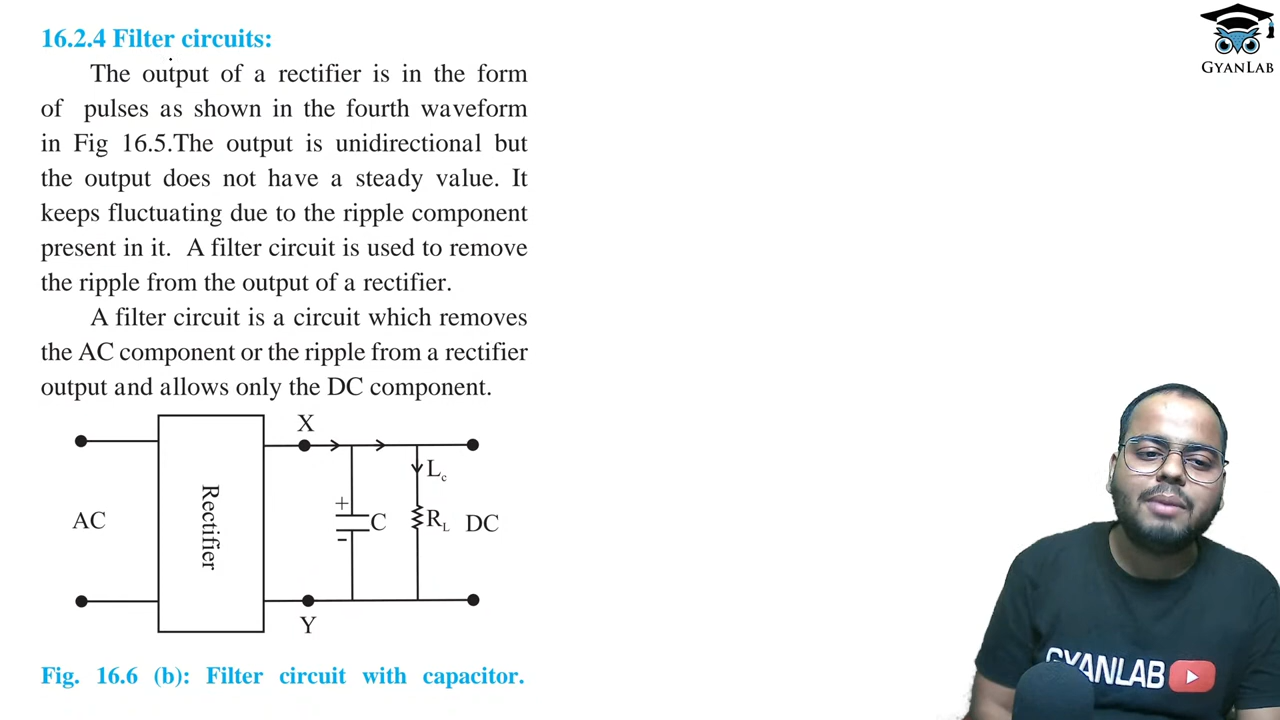 16.2.4 Filter circuits:
The output of a rectifier is in the form
of pulses as shown in the fourth waveform
in Fig 16.5.The output is unidirectional but
the output does not have a steady value. It
keeps fluctuating due to the ripple component
present in it. A filter circuit is used to remove
the ripple from the output of a rectifier.
A filter circuit is a circuit which removes
the AC component or the ripple from a rectifier
output and allows only the DC component.
X
AC
Rectifier
+
-
C
Lc
RL
DC
Y
Fig. 16.6 (b): Filter circuit with capacitor.
GYANLAB
GYANLAB